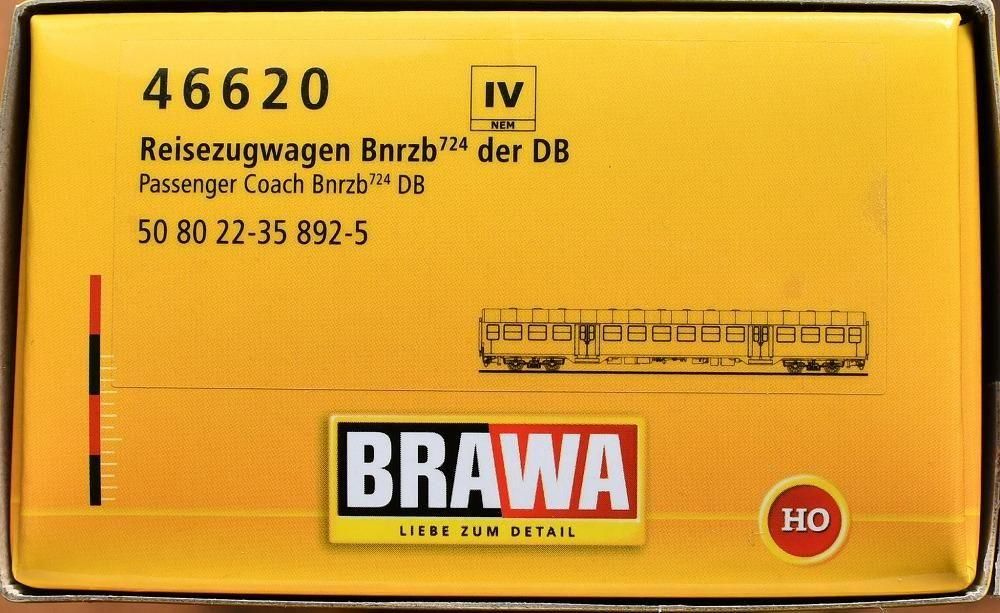 46620
IV
NEM
Reisezugwagen Bnrzb⁷²⁴ der DB
Passenger Coach Bnrzb⁷²⁴ DB
50 80 22-35 892-5
BRAWA
LIEBE ZUM DETAIL
HO